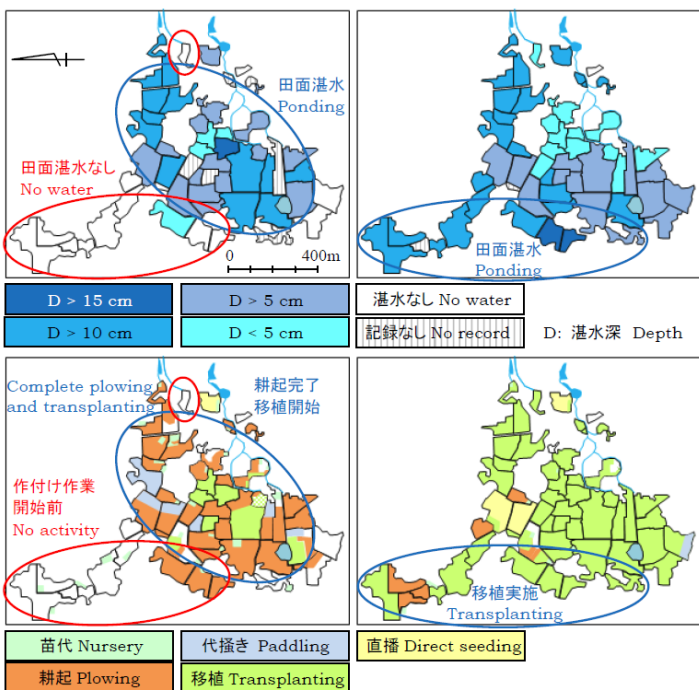 田面湛水
Ponding
田面湛水なし
No water
0 400m
田面湛水
Ponding
D > 15 cm
D > 5 cm
湛水なし No water
D > 10 cm
D < 5 cm
記録なし No record
D: 湛水深 Depth
Complete plowing
and transplanting
耕起完了
移植開始
作付け作業
開始前
No activity
移植実施
Transplanting
苗代 Nursery
代掻き Paddling
直播 Direct seeding
耕起 Plowing
移植 Transplanting